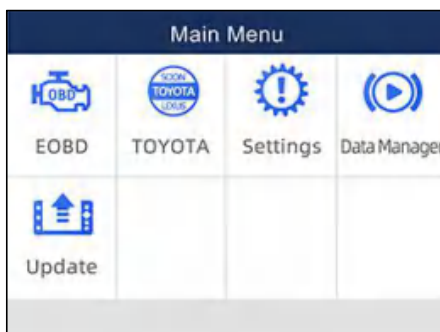 Main Menu
OBD
SCION
TOYOTA
LEXUS
EOBD
TOYOTA
Settings
Data Manager
Update